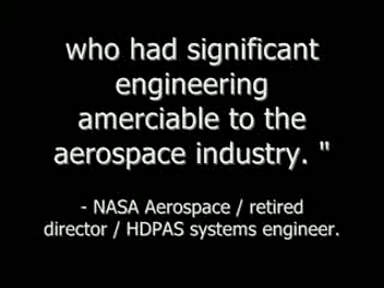 who had significant
engineering
amerciable to the
aerospace industry. "
- NASA Aerospace / retired
director / HDPAS systems engineer.